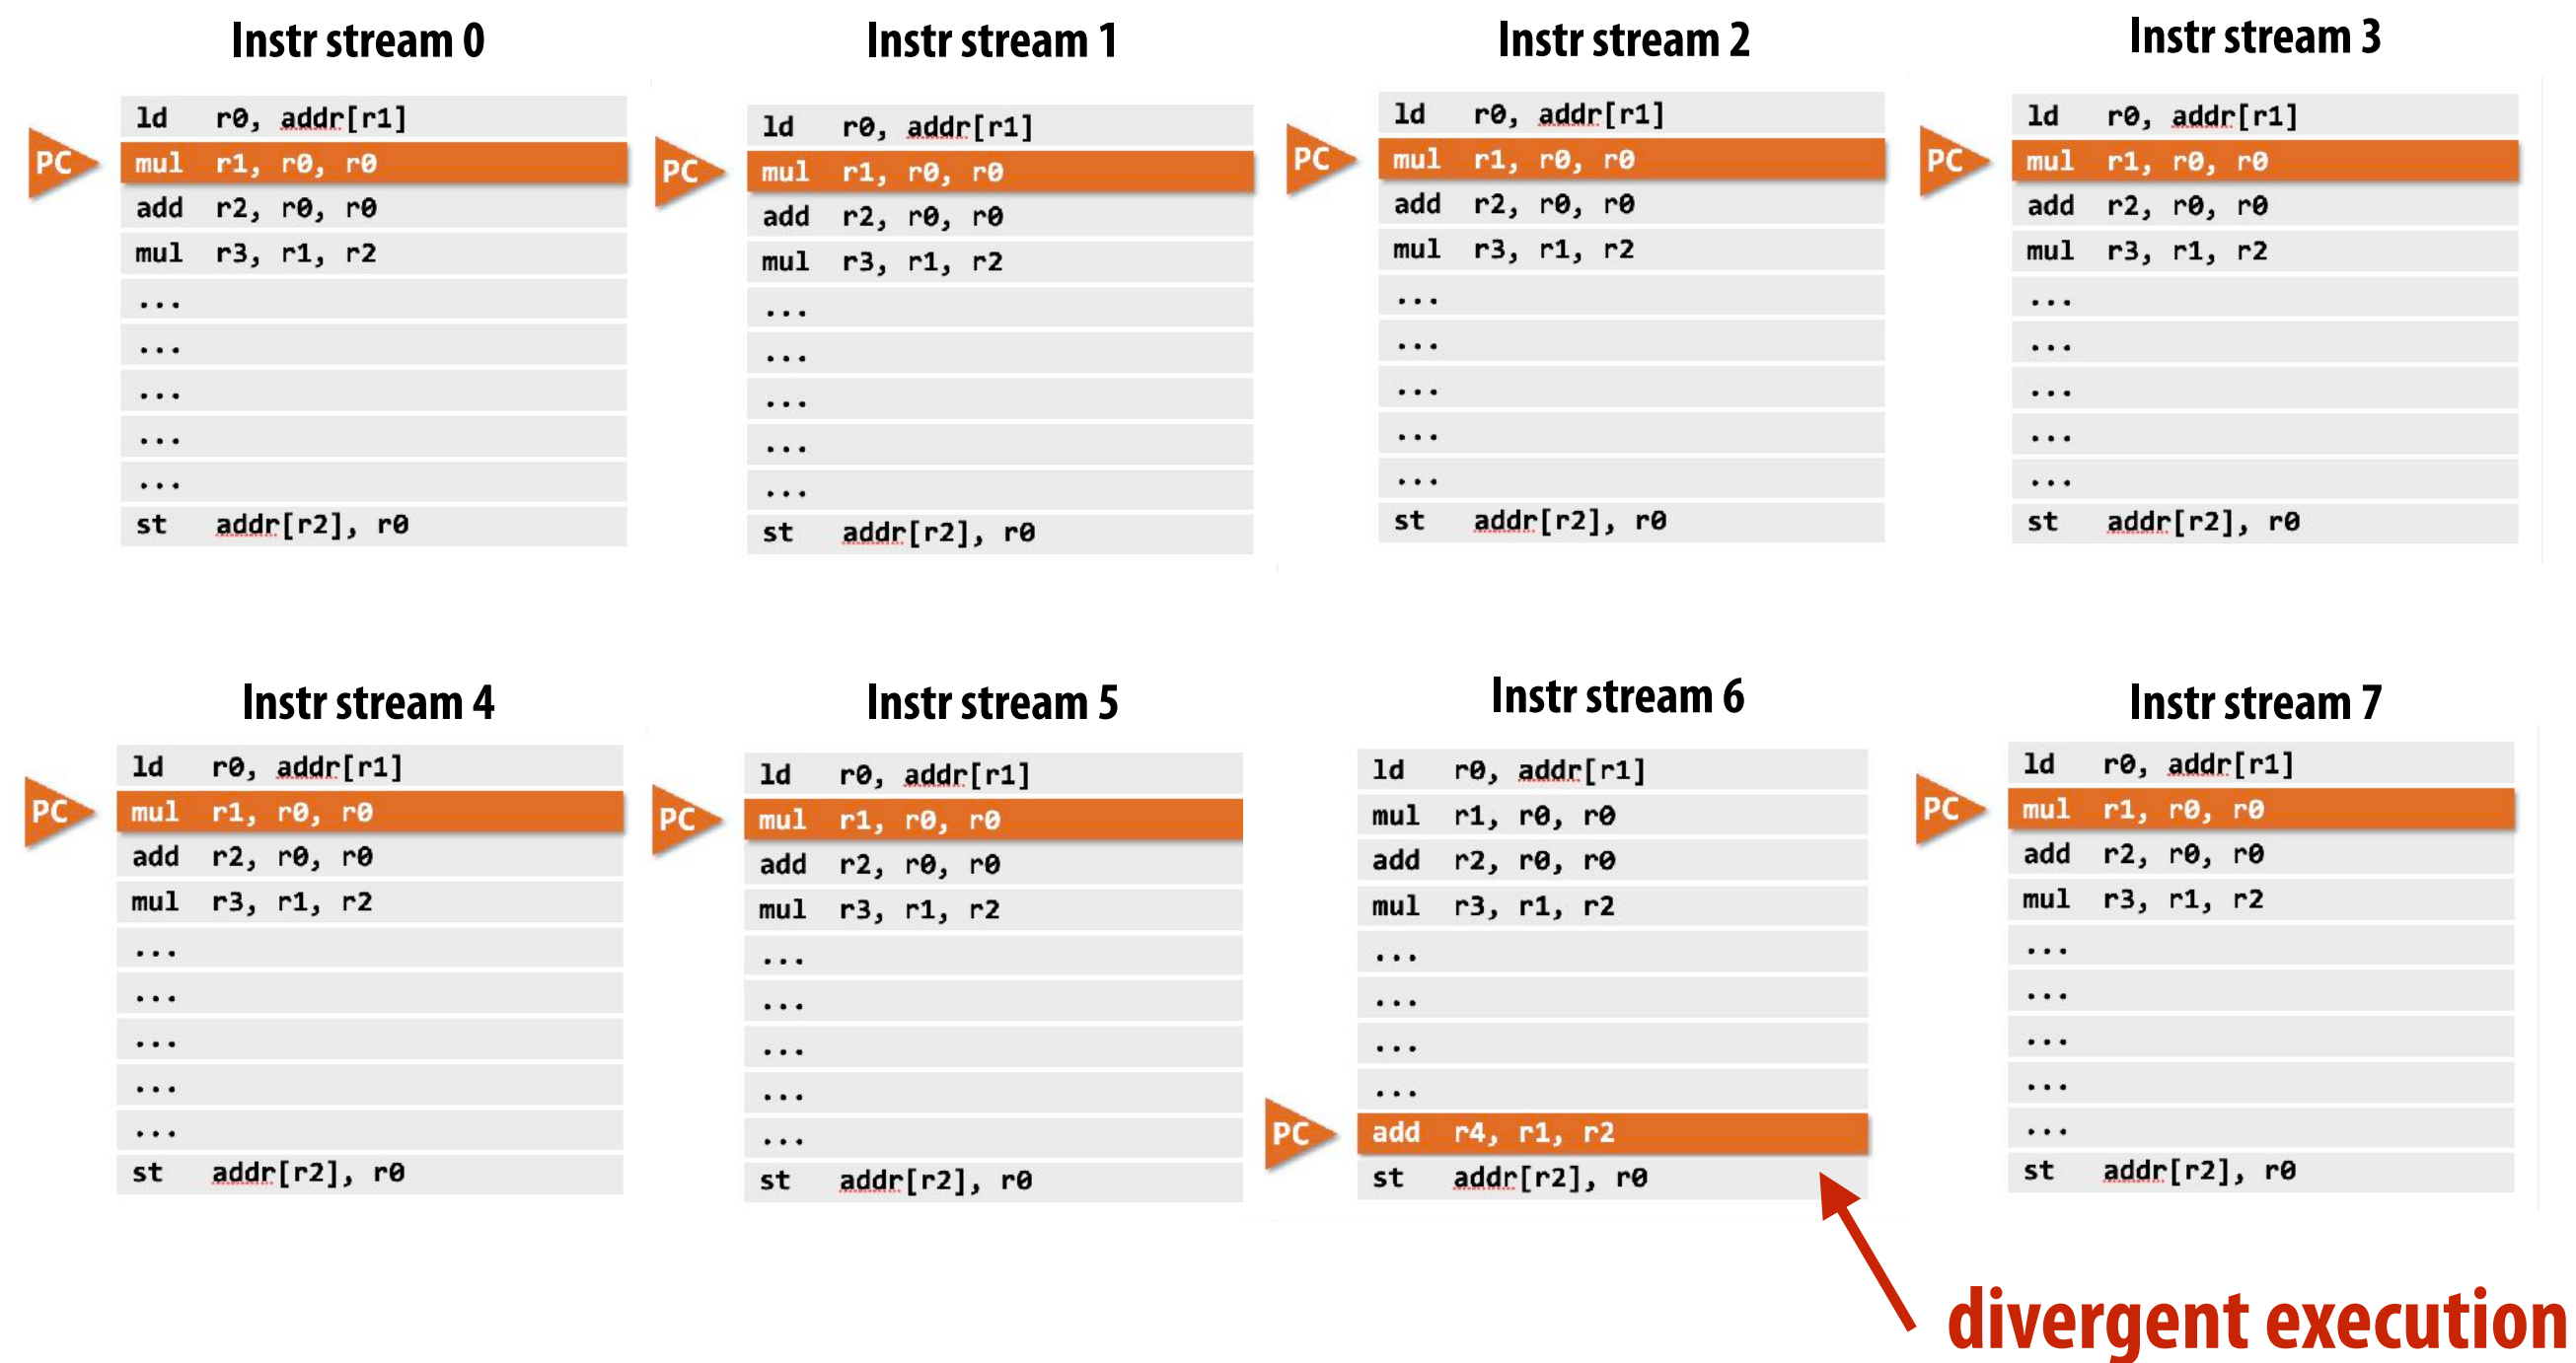 Instr stream 0
PC
ld r0, addr[r1]
mul r1, r0, r0
add r2, r0, r0
mul r3, r1, r2
...
...
...
...
...
st addr[r2], r0
Instr stream 1
PC
ld r0, addr[r1]
mul r1, r0, r0
add r2, r0, r0
mul r3, r1, r2
...
...
...
...
...
st addr[r2], r0
Instr stream 2
PC
ld r0, addr[r1]
mul r1, r0, r0
add r2, r0, r0
mul r3, r1, r2
...
...
...
...
...
st addr[r2], r0
Instr stream 3
PC
ld r0, addr[r1]
mul r1, r0, r0
add r2, r0, r0
mul r3, r1, r2
...
...
...
...
...
st addr[r2], r0
Instr stream 4
PC
ld r0, addr[r1]
mul r1, r0, r0
add r2, r0, r0
mul r3, r1, r2
...
...
...
...
...
st addr[r2], r0
Instr stream 5
PC
ld r0, addr[r1]
mul r1, r0, r0
add r2, r0, r0
mul r3, r1, r2
...
...
...
...
...
st addr[r2], r0
Instr stream 6
ld r0, addr[r1]
mul r1, r0, r0
add r2, r0, r0
mul r3, r1, r2
...
...
...
...
PC
add r4, r1, r2
st addr[r2], r0
Instr stream 7
PC
ld r0, addr[r1]
mul r1, r0, r0
add r2, r0, r0
mul r3, r1, r2
...
...
...
...
...
st addr[r2], r0
divergent execution